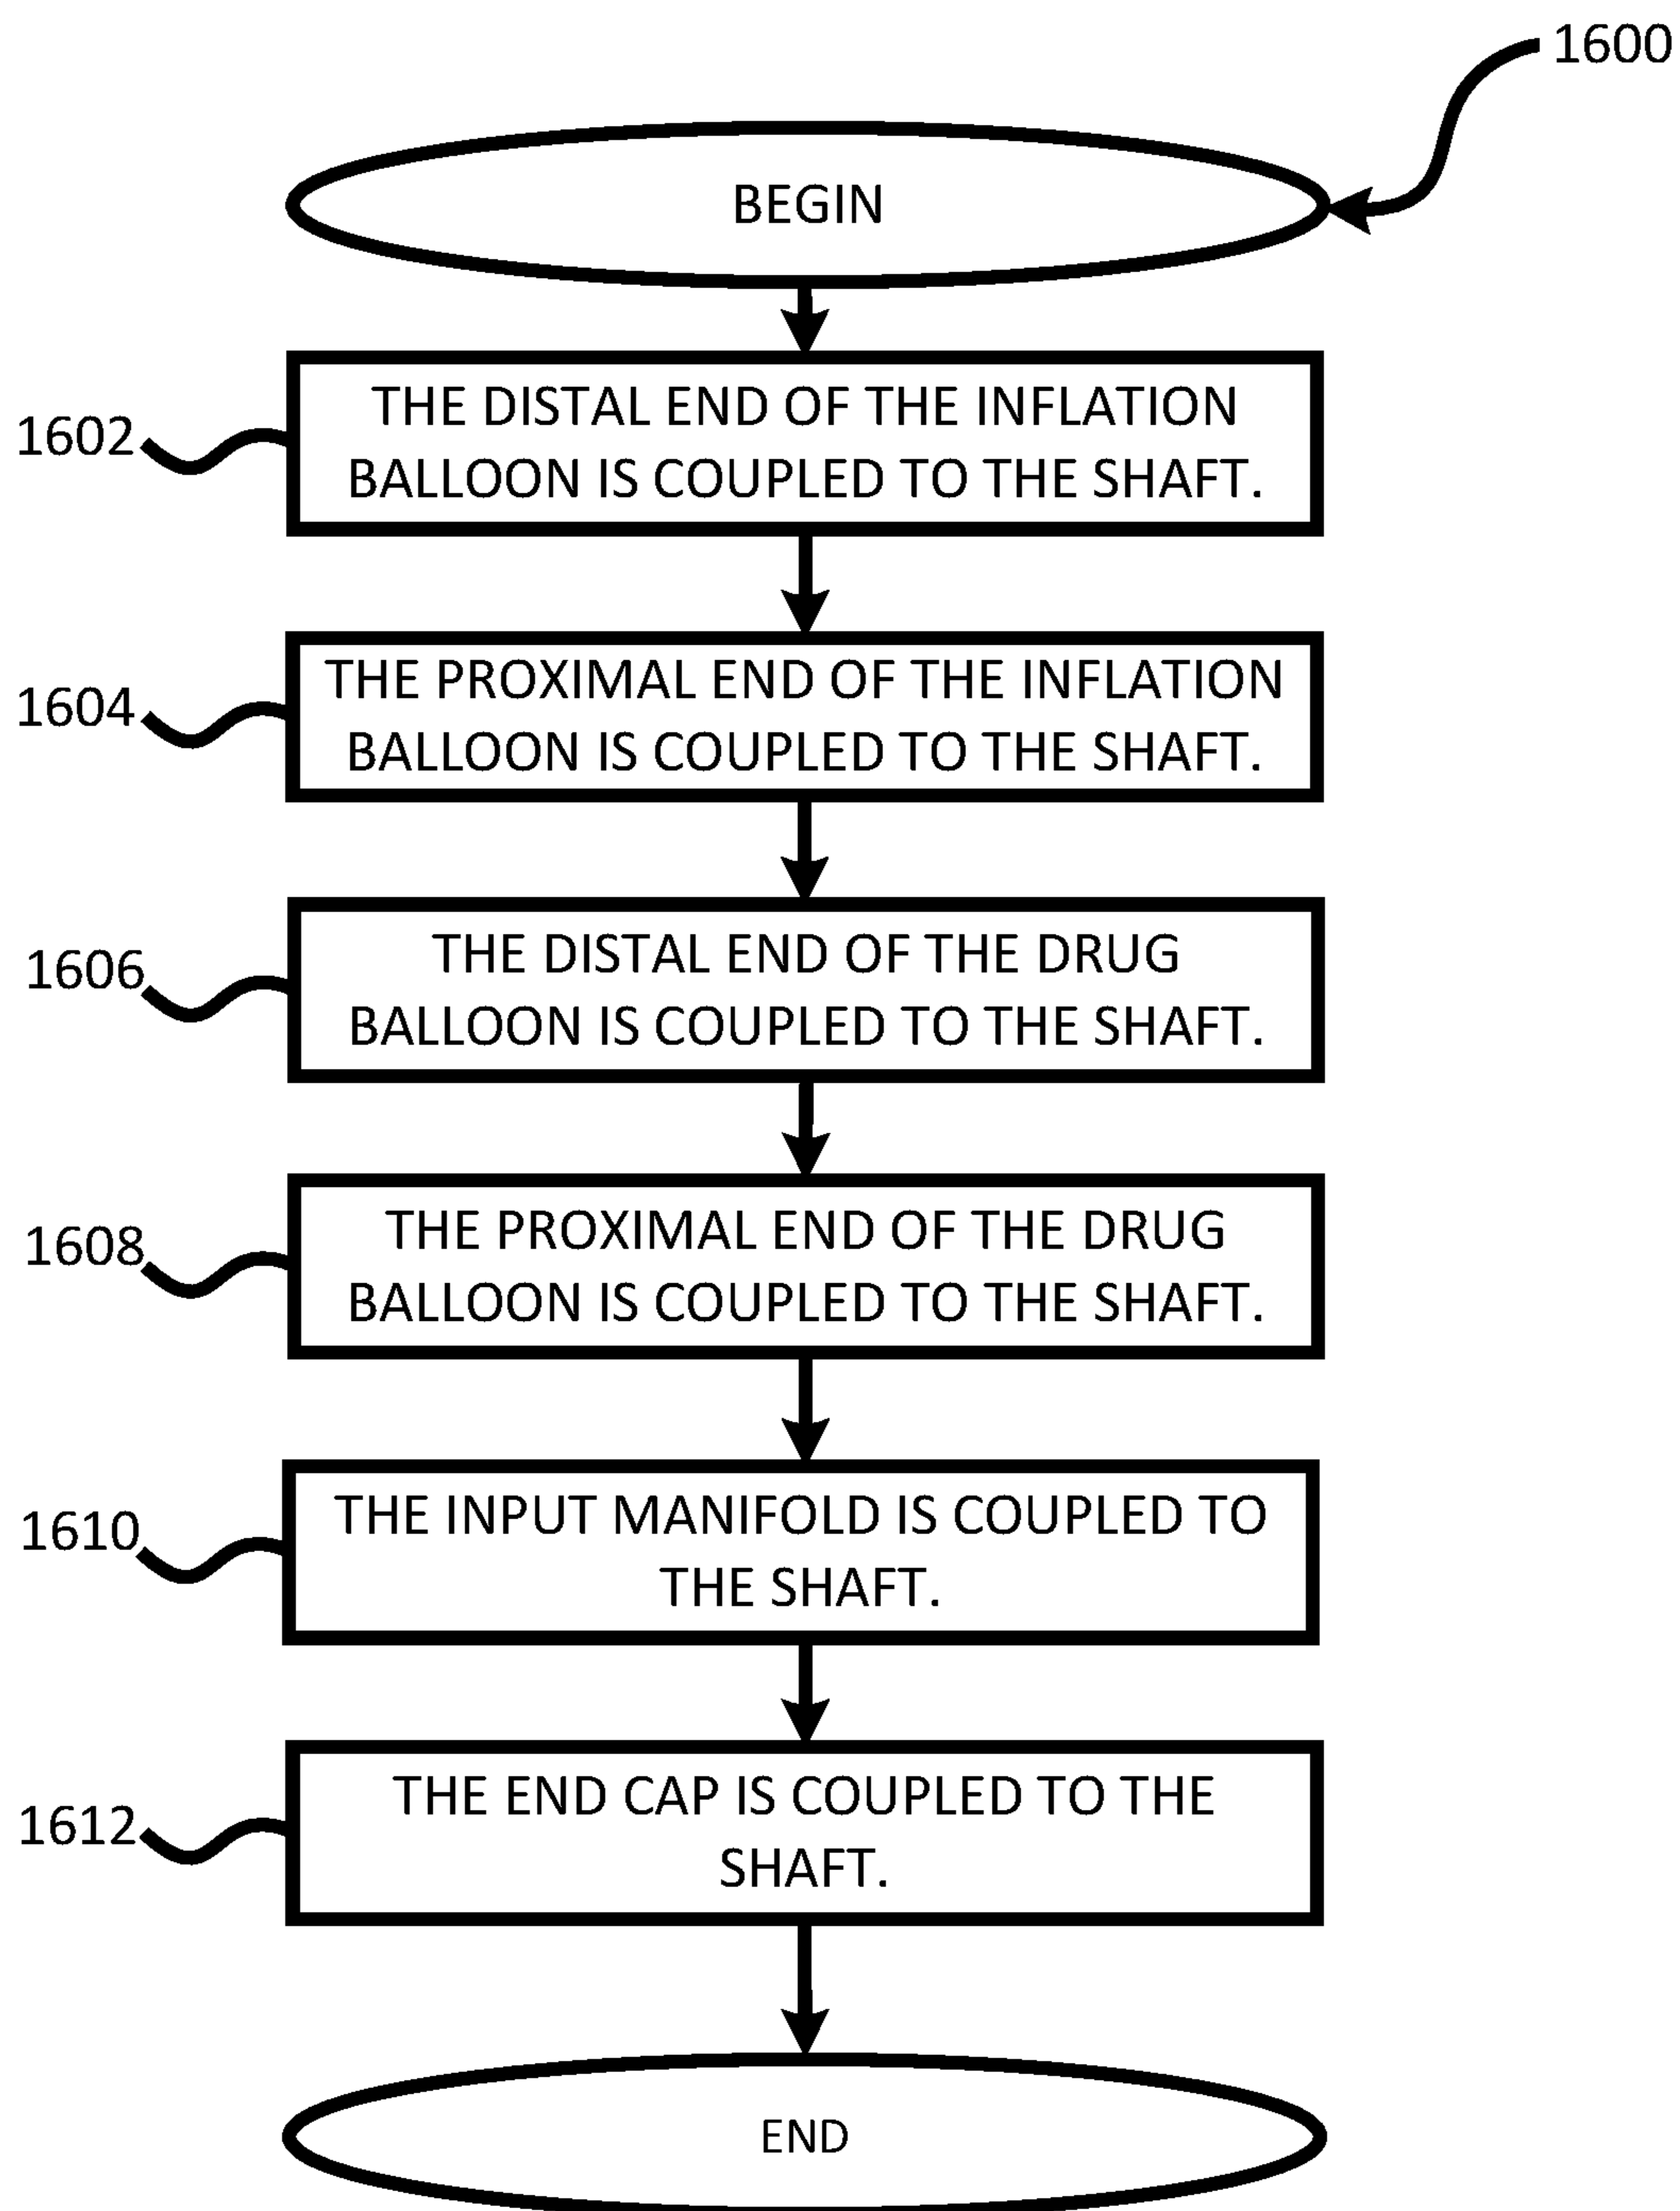 1600
BEGIN
1602
THE DISTAL END OF THE INFLATION
BALLOON IS COUPLED TO THE SHAFT.
1604
THE PROXIMAL END OF THE INFLATION
BALLOON IS COUPLED TO THE SHAFT.
1606
THE DISTAL END OF THE DRUG
BALLOON IS COUPLED TO THE SHAFT.
1608
THE PROXIMAL END OF THE DRUG
BALLOON IS COUPLED TO THE SHAFT.
1610
THE INPUT MANIFOLD IS COUPLED TO
THE SHAFT.
1612
THE END CAP IS COUPLED TO THE
SHAFT.
END